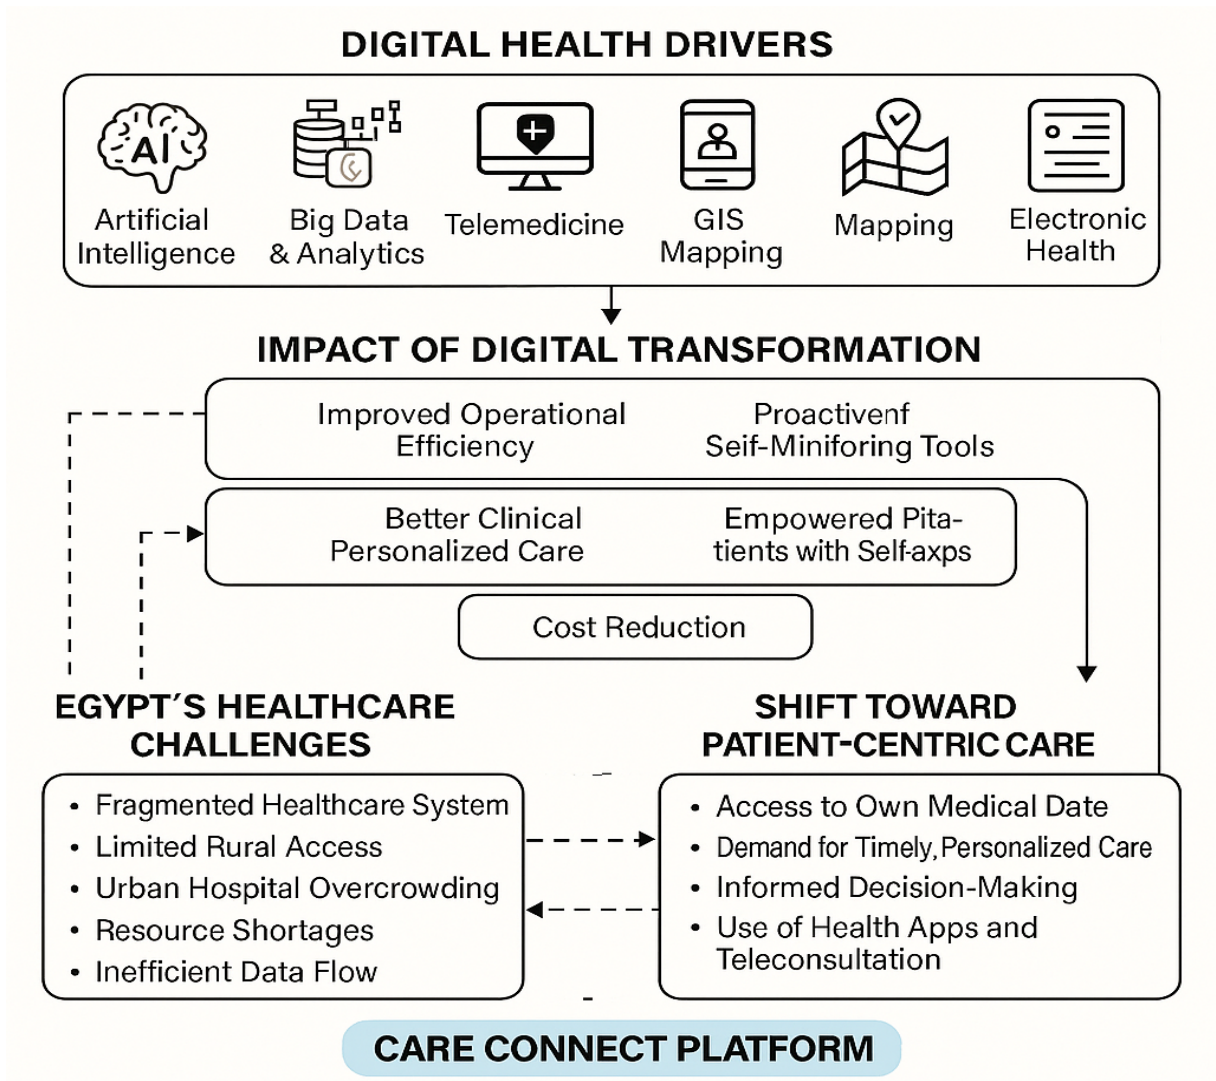 DIGITAL HEALTH DRIVERS
AI
Artificial
Intelligence
Big Data
& Analytics
Telemedicine
GIS
Mapping
Mapping
Electronic
Health
IMPACT OF DIGITAL TRANSFORMATION
Improved Operational
Efficiency
Proactivenf
Seif-Miniforing Tools
Better Clinical
Personalized Care
Empowered Pita-
tients with Self-axps
Cost Reduction
EGYPT´S HEALTHCARE
CHALLENGES
• Fragmented Healthcare System
• Limited Rural Access
• Urban Hospital Overcrowding
• Resource Shortages
• Inefficient Data Flow
SHIFT TOWARD
PATIENT-CENTRIC CARE
• Access to Own Medical Date
• Demand for Timely, Personalized Care
• Informed Decision-Making
• Use of Health Apps and
Teleconsultation
CARE CONNECT PLATFORM